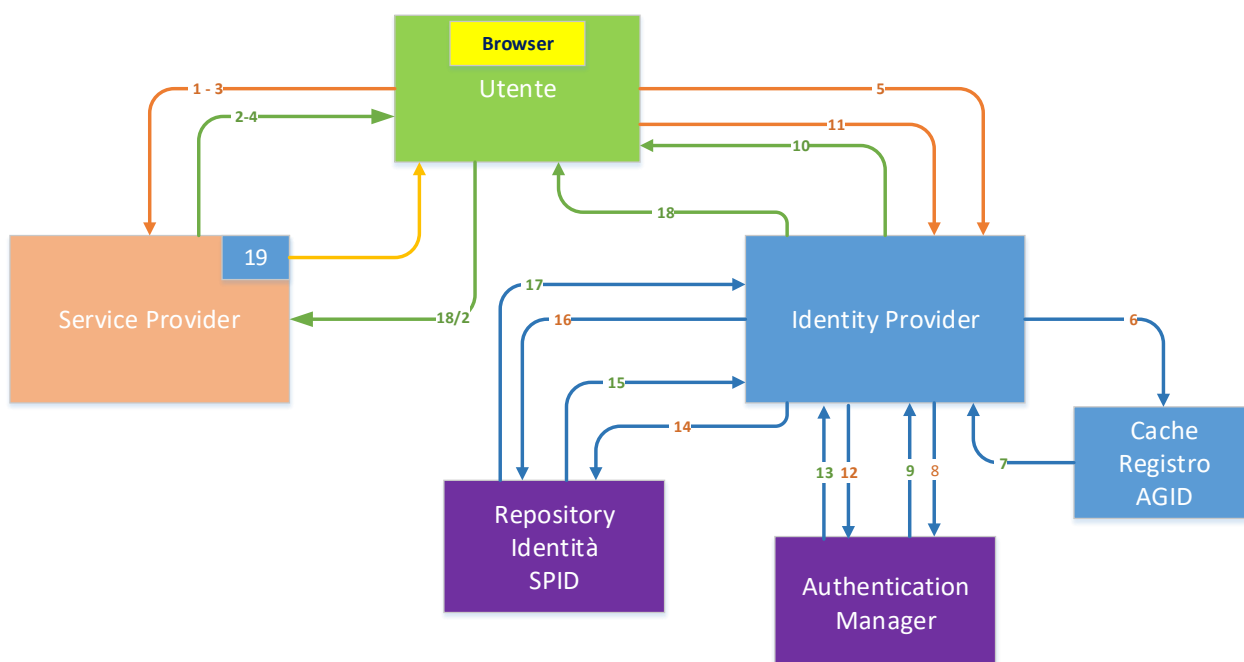 Browser
Utente
1 - 3
2-4
5
11
10
18
19
Service Provider
18/2
17
16
15
14
Identity Provider
6
7
13
12
9
8
Cache
Registro
AGID
Repository
Identità
SPID
Authentication
Manager